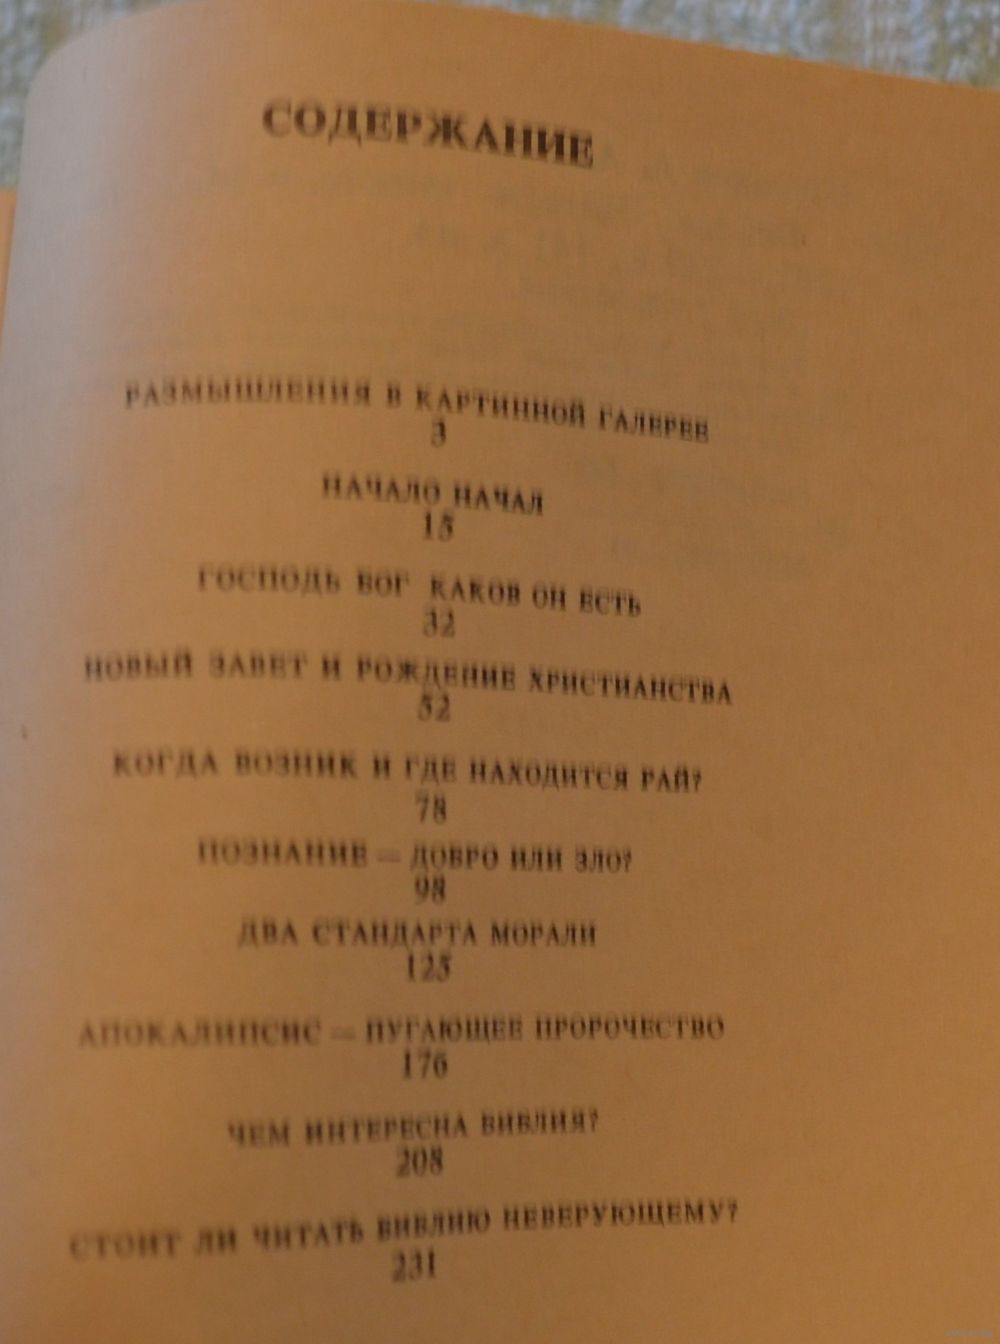 СОДЕРЖАНИЕ
РАЗМЫШЛЕНИЯ В КАРТИННОЙ ГАЛЕРЕЕ
3
НАЧАЛО НАЧАЛ
15
ГОСПОДЬ БОГ КАКОВ ОН ЕСТЬ
32
НОВЫЙ ЗАВЕТ И РОЖДЕНИЕ ХРИСТИАНСТВА
52
КОГДА ВОЗНИК И ГДЕ НАХОДИТСЯ РАЙ?
78
ПОЗНАНИЕ — ДОБРО ИЛИ ЗЛО?
98
ДВА СТАНДАРТА МОРАЛИ
125
АПОКАЛИПСИС — ПУГАЮЩЕЕ ПРОРОЧЕСТВО
176
ЧЕМ ИНТЕРЕСНА БИБЛИЯ?
208
СТОИТ ЛИ ЧИТАТЬ БИБЛИЮ НЕВЕРУЮЩЕМУ?
231